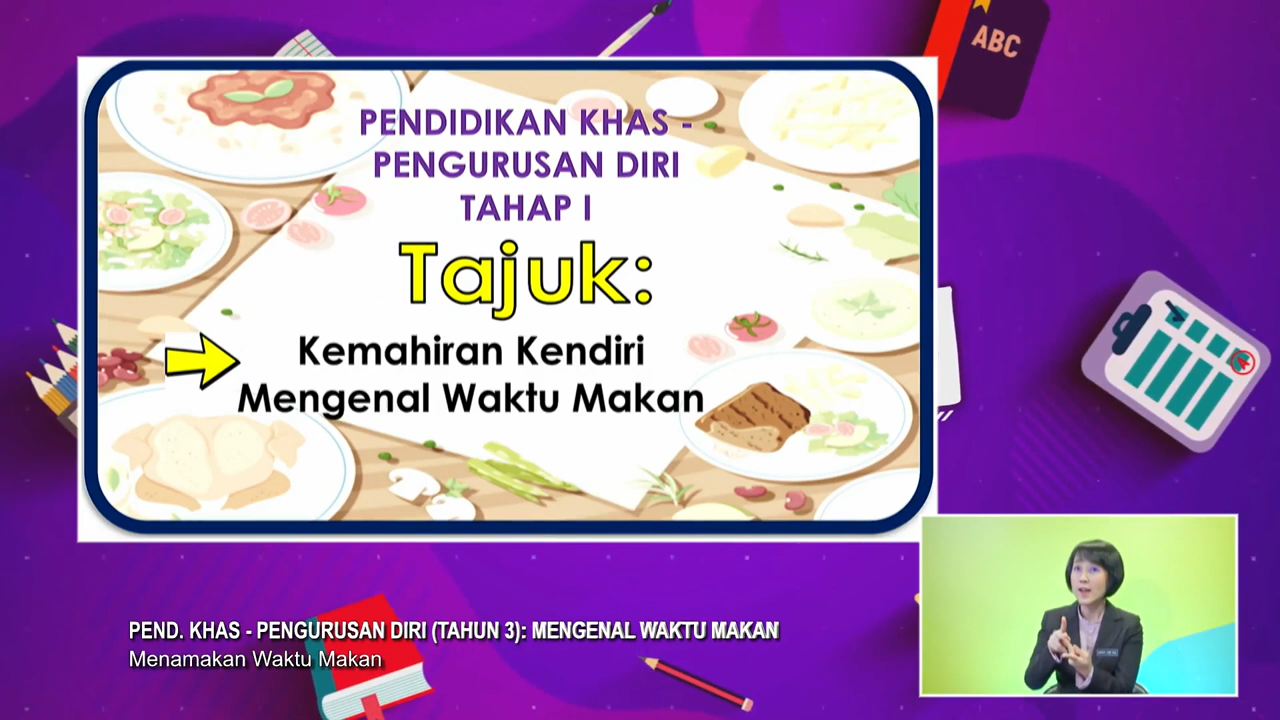 ABC
PENDIDIKAN KHAS -
PENGURUSAN DIRI
TAHAP I
Tajuk:
Kemahiran Kendiri
Mengenal Waktu Makan
PEND. KHAS - PENGURUSAN DIRI (TAHUN 3): MENGENAL WAKTU MAKAN
Menamakan Waktu Makan